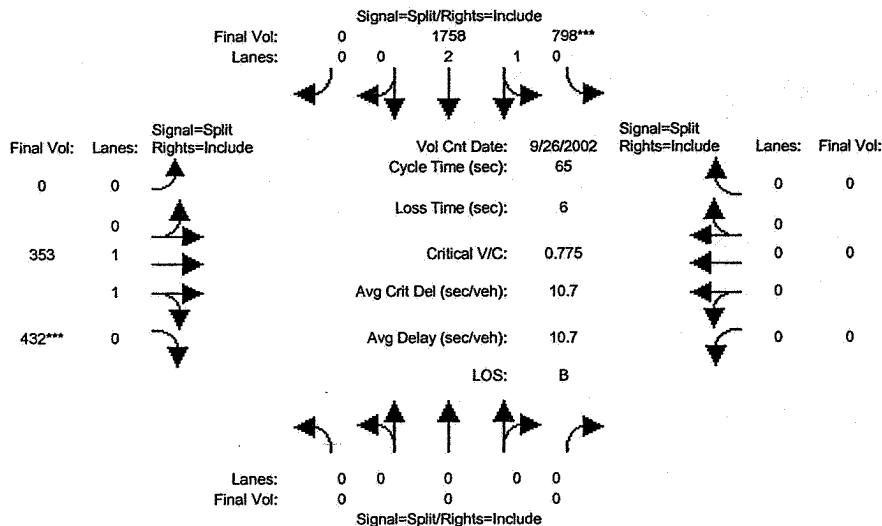 Signal=Split/Rights=Include
Final Vol: 0 1758 798***
Lanes: 0 0 2 1 0
Signal=Split
Rights=Include
Final Vol: Lanes:
0 0
0
353 1
1
432*** 0
Vol Cnt Date: 9/26/2002
Cycle Time (sec): 65
Loss Time (sec): 6
Critical V/C: 0.775
Avg Crit Del (sec/veh): 10.7
Avg Delay (sec/veh): 10.7
LOS: B
Signal=Split
Rights=Include
Lanes: Final Vol:
0 0
0
0 0
0
0 0
Lanes: 0 0 0 0 0
Final Vol: 0 0 0
Signal=Split/Rights=Include